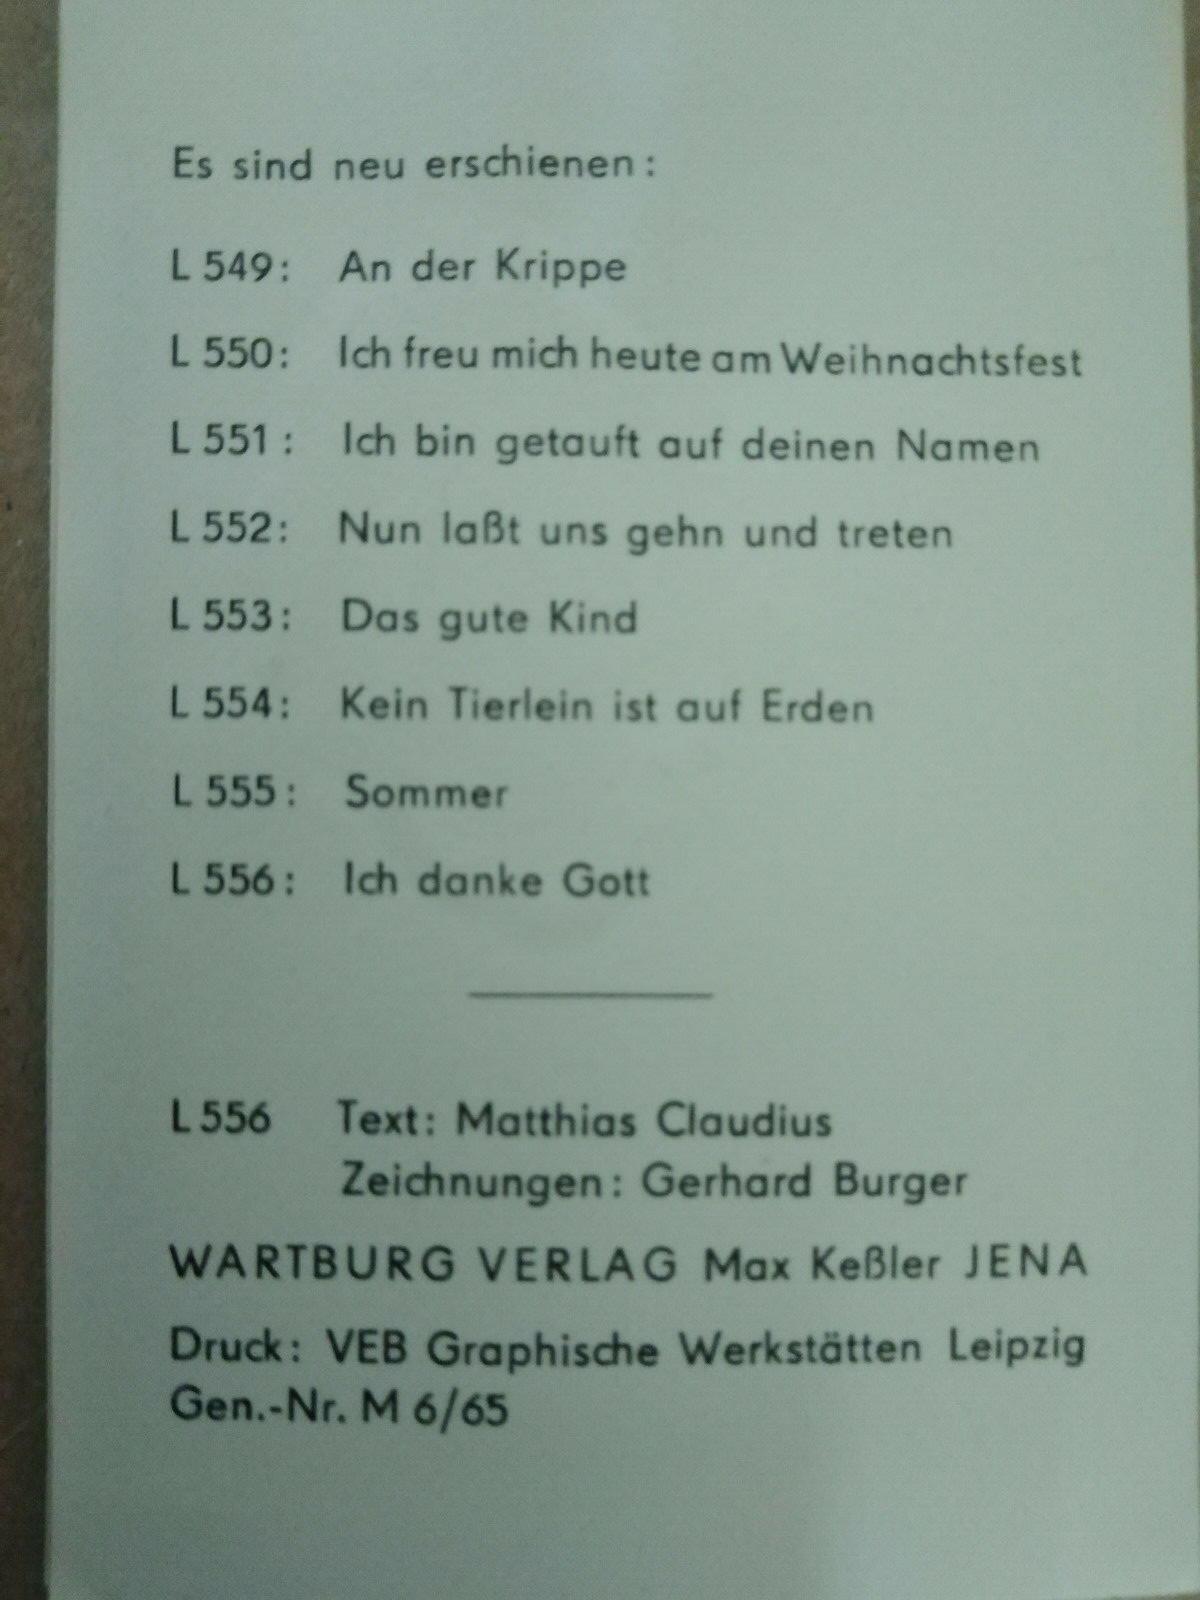 Es sind neu erschienen:
L 549: An der Krippe
L 550: Ich freu mich heute am Weihnachtsfest
L 551: Ich bin getauft auf deinen Namen
L 552: Nun laßt uns gehn und treten
L 553: Das gute Kind
L 554: Kein Tierlein ist auf Erden
L 555: Sommer
L 556: Ich danke Gott
L 556 Text: Matthias Claudius
Zeichnungen: Gerhard Burger
WARTBURG VERLAG Max Keßler JENA
Druck: VEB Graphische Werkstätten Leipzig
Gen.-Nr. M 6/65